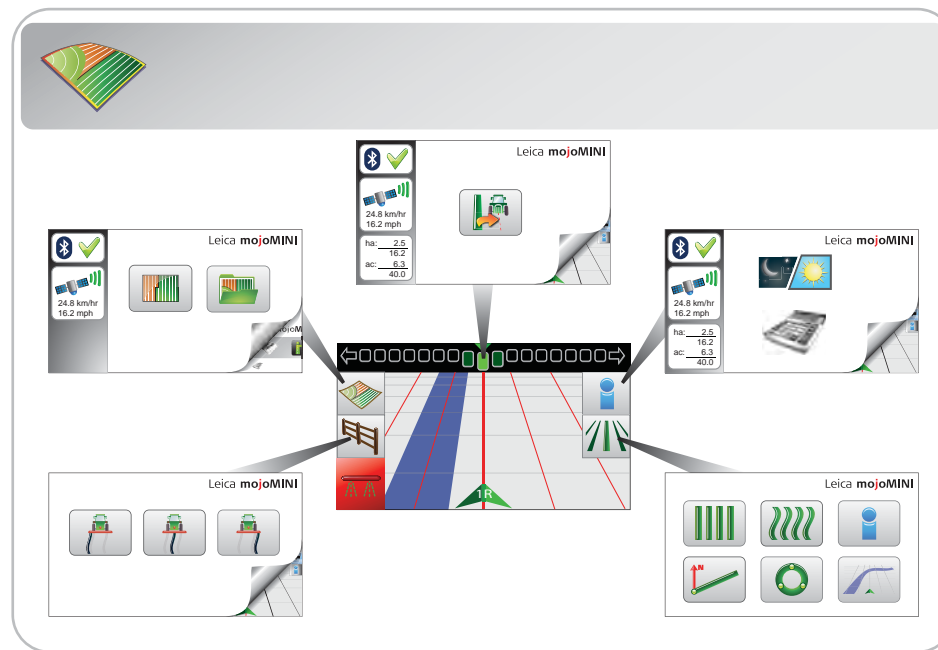 Leica mojoMINI
24.8 km/hr
16.2 mph
ha: 2.5
16.2
ac: 6.3
40.0
Leica mojoMINI
24.8 km/hr
16.2 mph
ojoM
Leica mojoMINI
24.8 km/hr
16.2 mph
ha: 2.5
16.2
ac: 6.3
40.0
1R
Leica mojoMINI
Leica mojoMINI
N